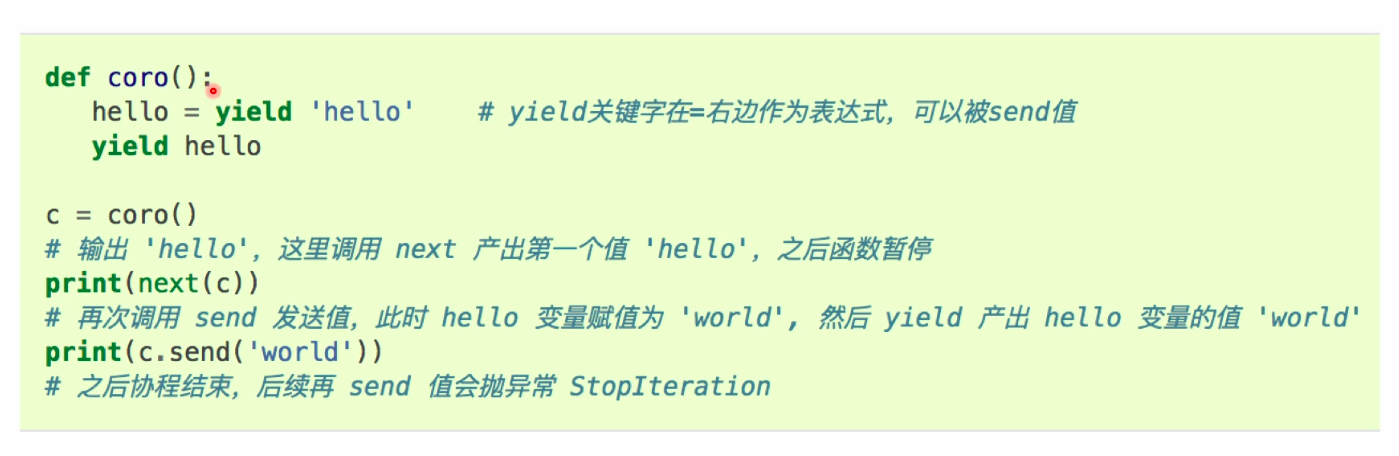 def coro():
   hello = yield 'hello'    # yield关键字在=右边作为表达式，可以被send值
   yield hello

c = coro()
# 输出 'hello'，这里调用 next 产出第一个值 'hello'，之后函数暂停
print(next(c))
# 再次调用 send 发送值，此时 hello 变量赋值为 'world'，然后 yield 产出 hello 变量的值 'world'
print(c.send('world'))
# 之后协程结束，后续再 send 值会抛异常 StopIteration